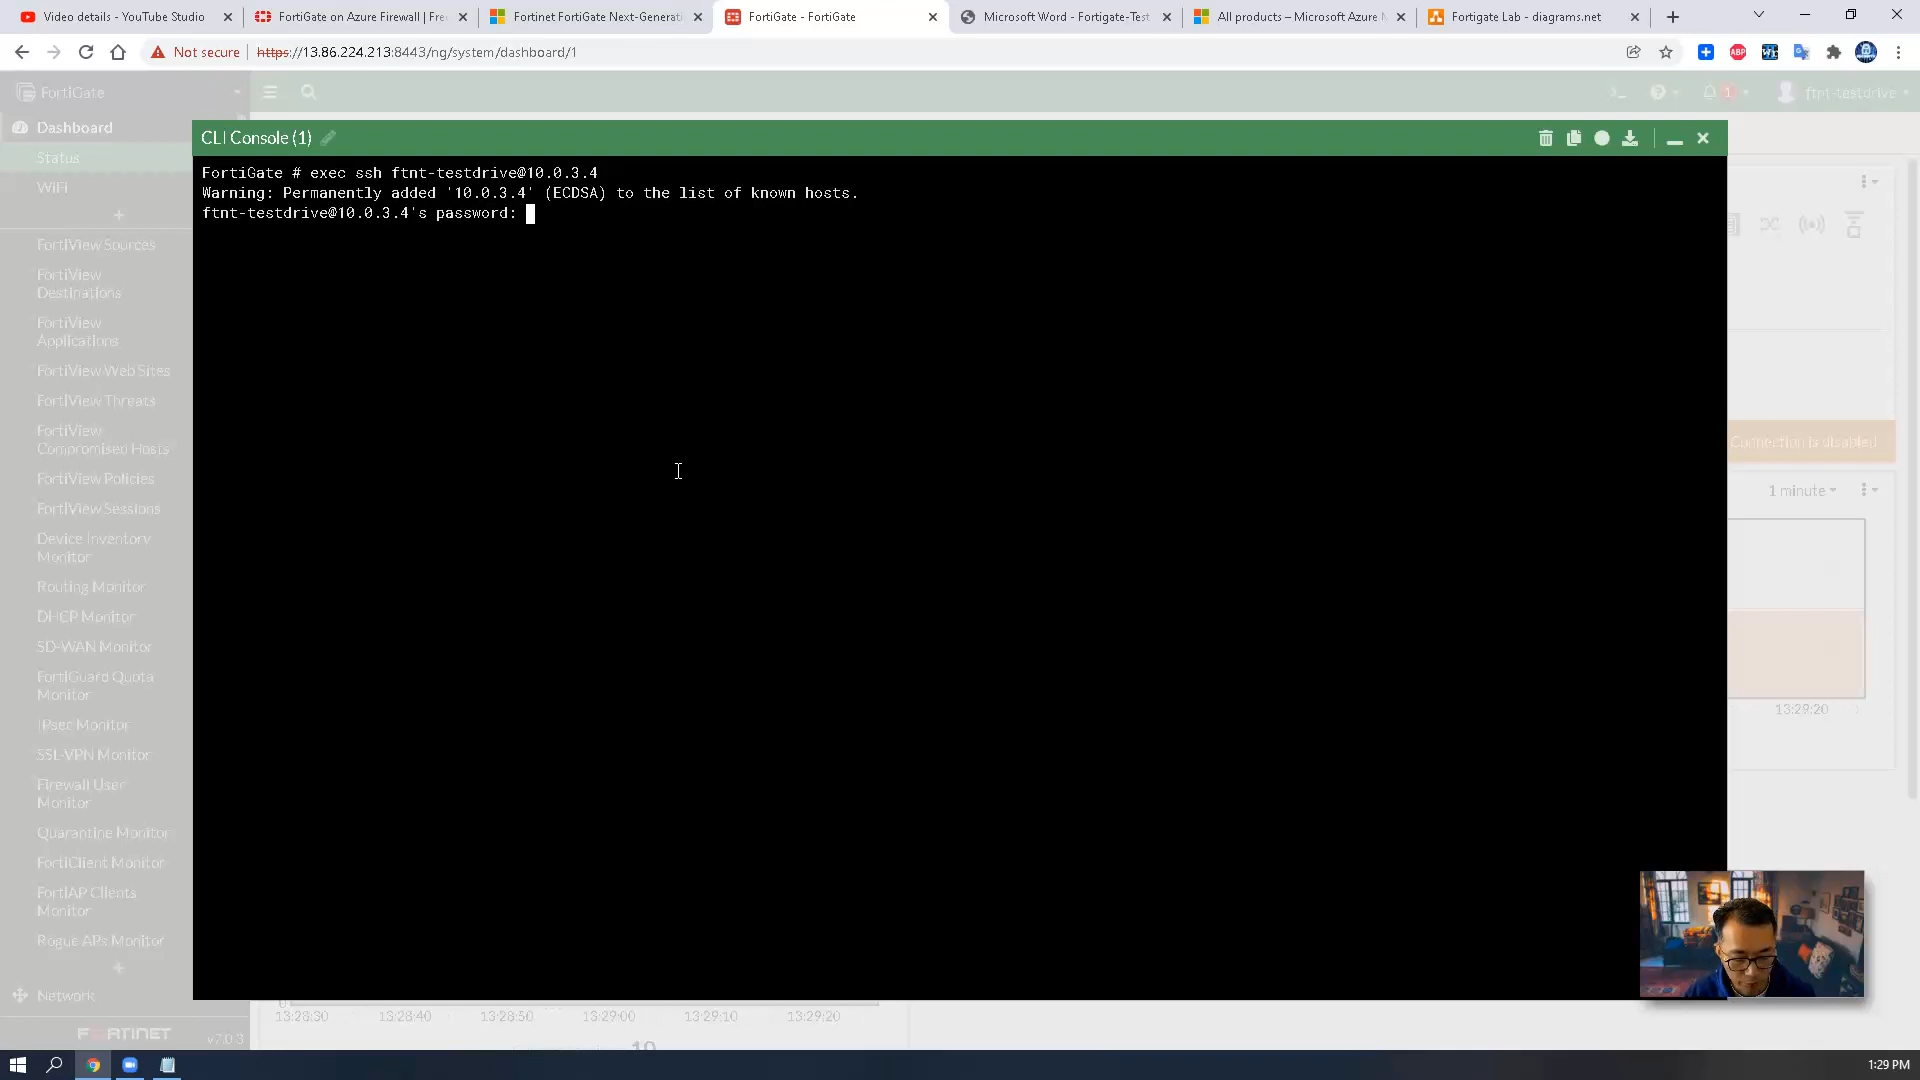 Video details - YouTube Studio
FortiGate on Azure Firewall | Fre
Fortinet FortiGate Next-Generati
FortiGate - FortiGate
Microsoft Word - Fortigate-Test
All products – Microsoft Azure M
Fortigate Lab - diagrams.net
Not secure
https://13.86.224.213:8443/ng/system/dashboard/1
ABP
FortiGate
1
ftnt-testdrive
Dashboard
Status
WiFi
FortiView Sources
FortiView
Destinations
FortiView
Applications
FortiView Web Sites
FortiView Threats
FortiView
Compromised Hosts
FortiView Policies
FortiView Sessions
Device Inventory
Monitor
Routing Monitor
DHCP Monitor
SD-WAN Monitor
FortiGuard Quota
Monitor
IPsec Monitor
SSL-VPN Monitor
Firewall User
Monitor
Quarantine Monitor
FortiClient Monitor
FortiAP Clients
Monitor
Rogue APs Monitor
Network
FORTINET
v7.0.3
CLI Console (1)
FortiGate # exec ssh ftnt-testdrive@10.0.3.4
Warning: Permanently added '10.0.3.4' (ECDSA) to the list of known hosts.
ftnt-testdrive@10.0.3.4's password:
Connection is disabled
1 minute
13:29:20
13:28:30
13:28:40
13:28:50
13:29:00
13:29:10
13:29:20
1:29 PM